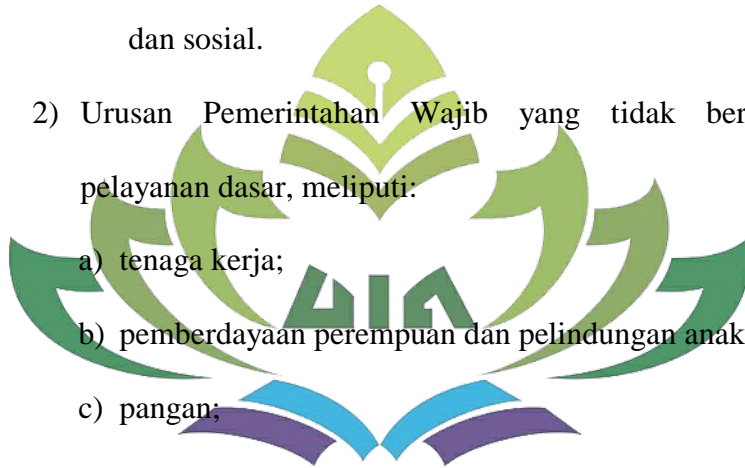 dan sosial.
2) Urusan Pemerintahan Wajib yang tidak ber
pelayanan dasar, meliputi:
a) tenaga kerja;
UIN
b) pemberdayaan perempuan dan pelindungan anak
c) pangan;